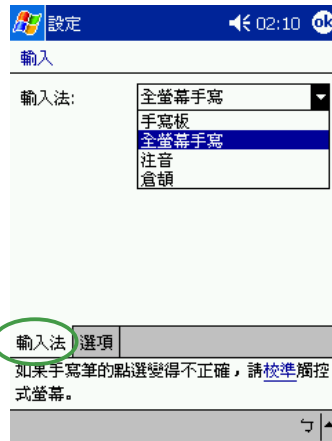 設定 02:10 ok
輸入
輸入法: 全螢幕手寫
手寫板
全螢幕手寫
注音
倉頡
輸入法 選項
如果手寫筆的點選變得不正確，請校準觸控
式螢幕。
ㄅ